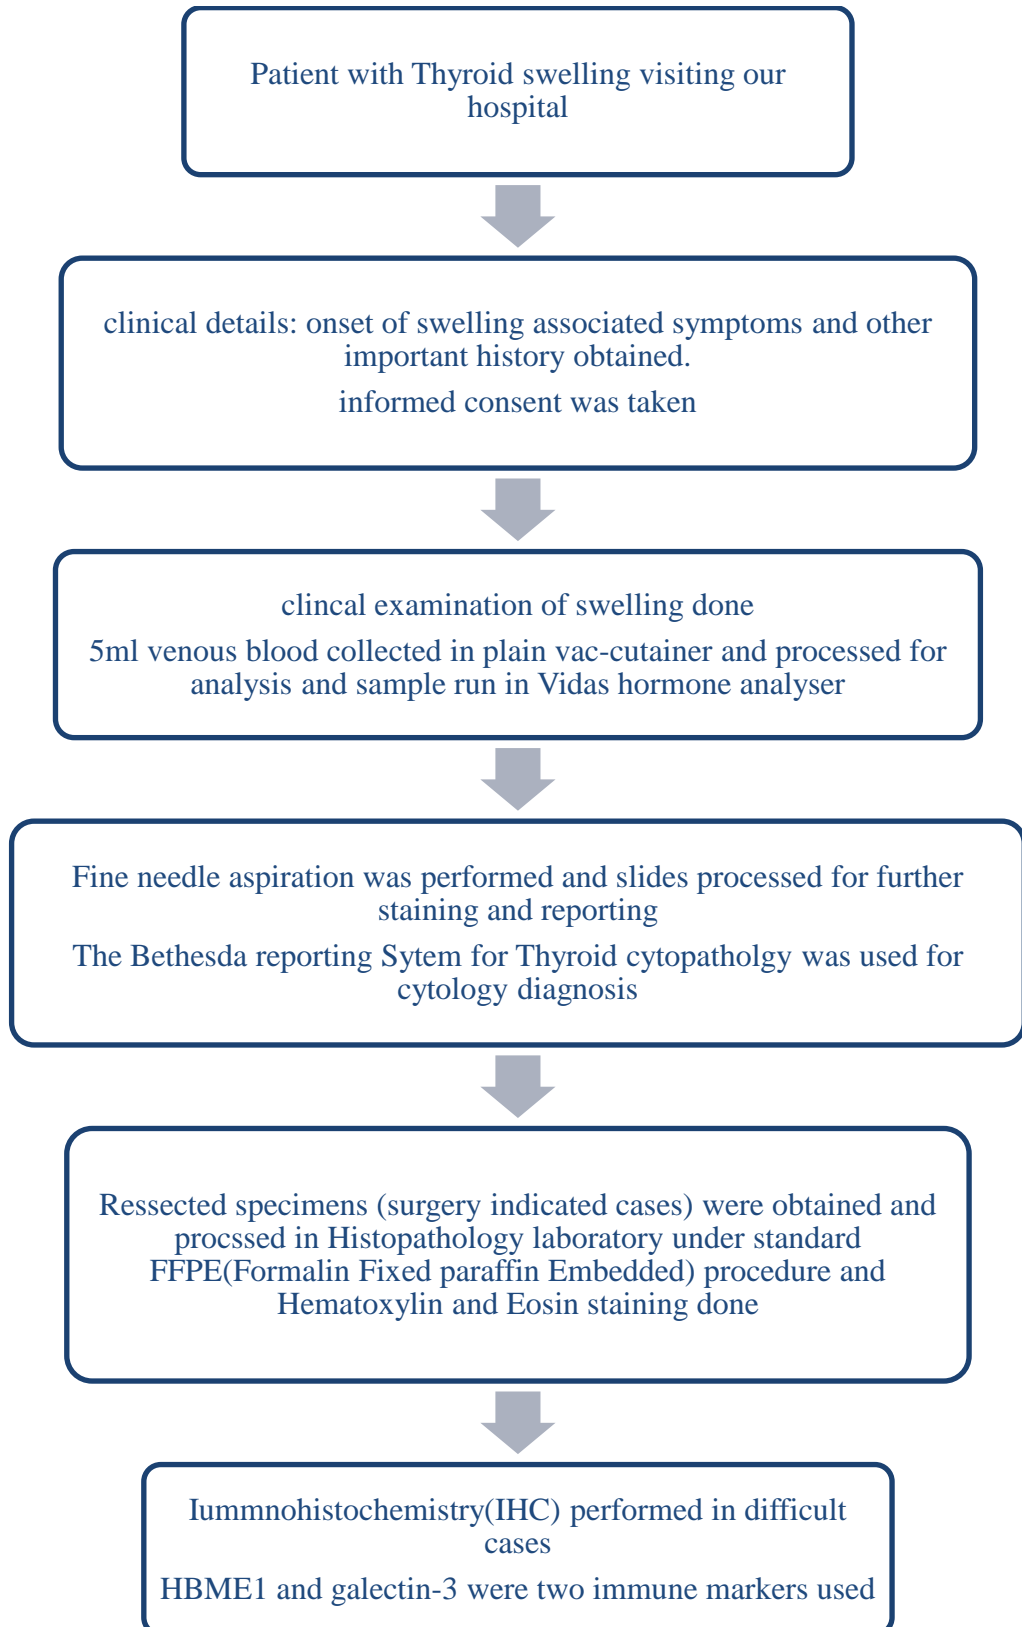 Patient with Thyroid swelling visiting our
hospital
clinical details: onset of swelling associated symptoms and other
important history obtained.
informed consent was taken
clincal examination of swelling done
5ml venous blood collected in plain vac-cutainer and processed for
analysis and sample run in Vidas hormone analyser
Fine needle aspiration was performed and slides processed for further
staining and reporting
The Bethesda reporting Sytem for Thyroid cytopatholgy was used for
cytology diagnosis
Ressected specimens (surgery indicated cases) were obtained and
procssed in Histopathology laboratory under standard
FFPE(Formalin Fixed paraffin Embedded) procedure and
Hematoxylin and Eosin staining done
Iummnohistochemistry(IHC) performed in difficult
cases
HBME1 and galectin-3 were two immune markers used